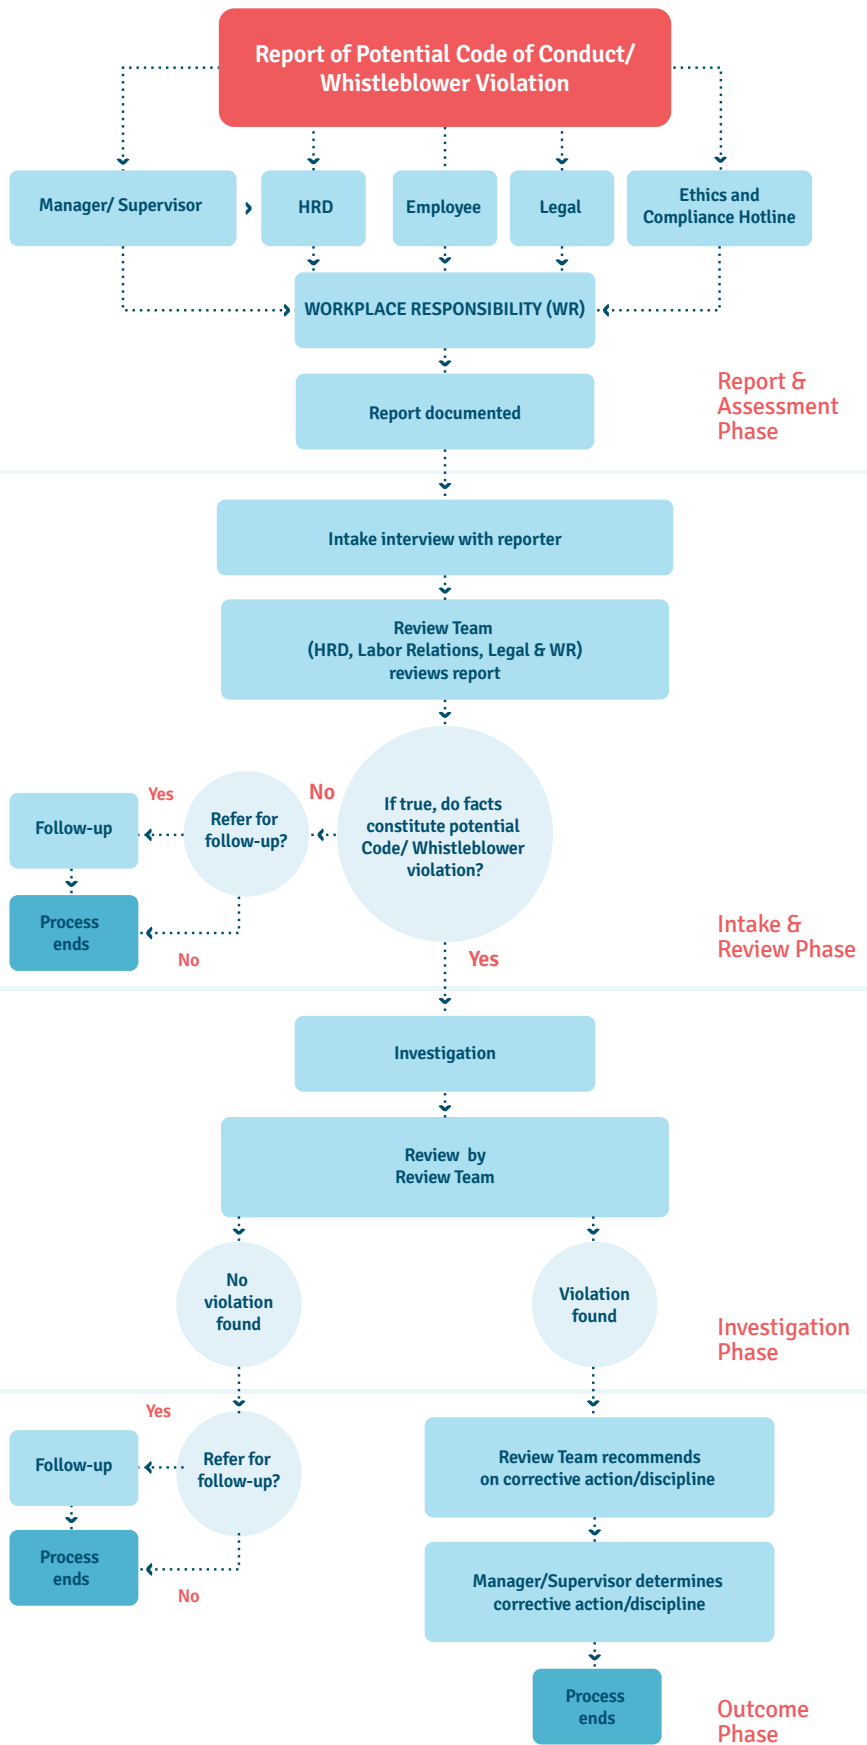 Report of Potential Code of Conduct/
Whistleblower Violation
Manager/ Supervisor
HRD
Employee
Legal
Ethics and
Compliance Hotline
WORKPLACE RESPONSIBILITY (WR)
Report documented
Report &
Assessment
Phase
Intake interview with reporter
Review Team
(HRD, Labor Relations, Legal & WR)
reviews report
If true, do facts
constitute potential
Code/ Whistleblower
violation?
No
Refer for
follow-up?
Yes
Follow-up
Process
ends
No
Yes
Intake &
Review Phase
Investigation
Review by
Review Team
No
violation
found
Violation
found
Investigation
Phase
Yes
Refer for
follow-up?
Follow-up
Process
ends
No
Review Team recommends
on corrective action/discipline
Manager/Supervisor determines
corrective action/discipline
Process
ends
Outcome
Phase